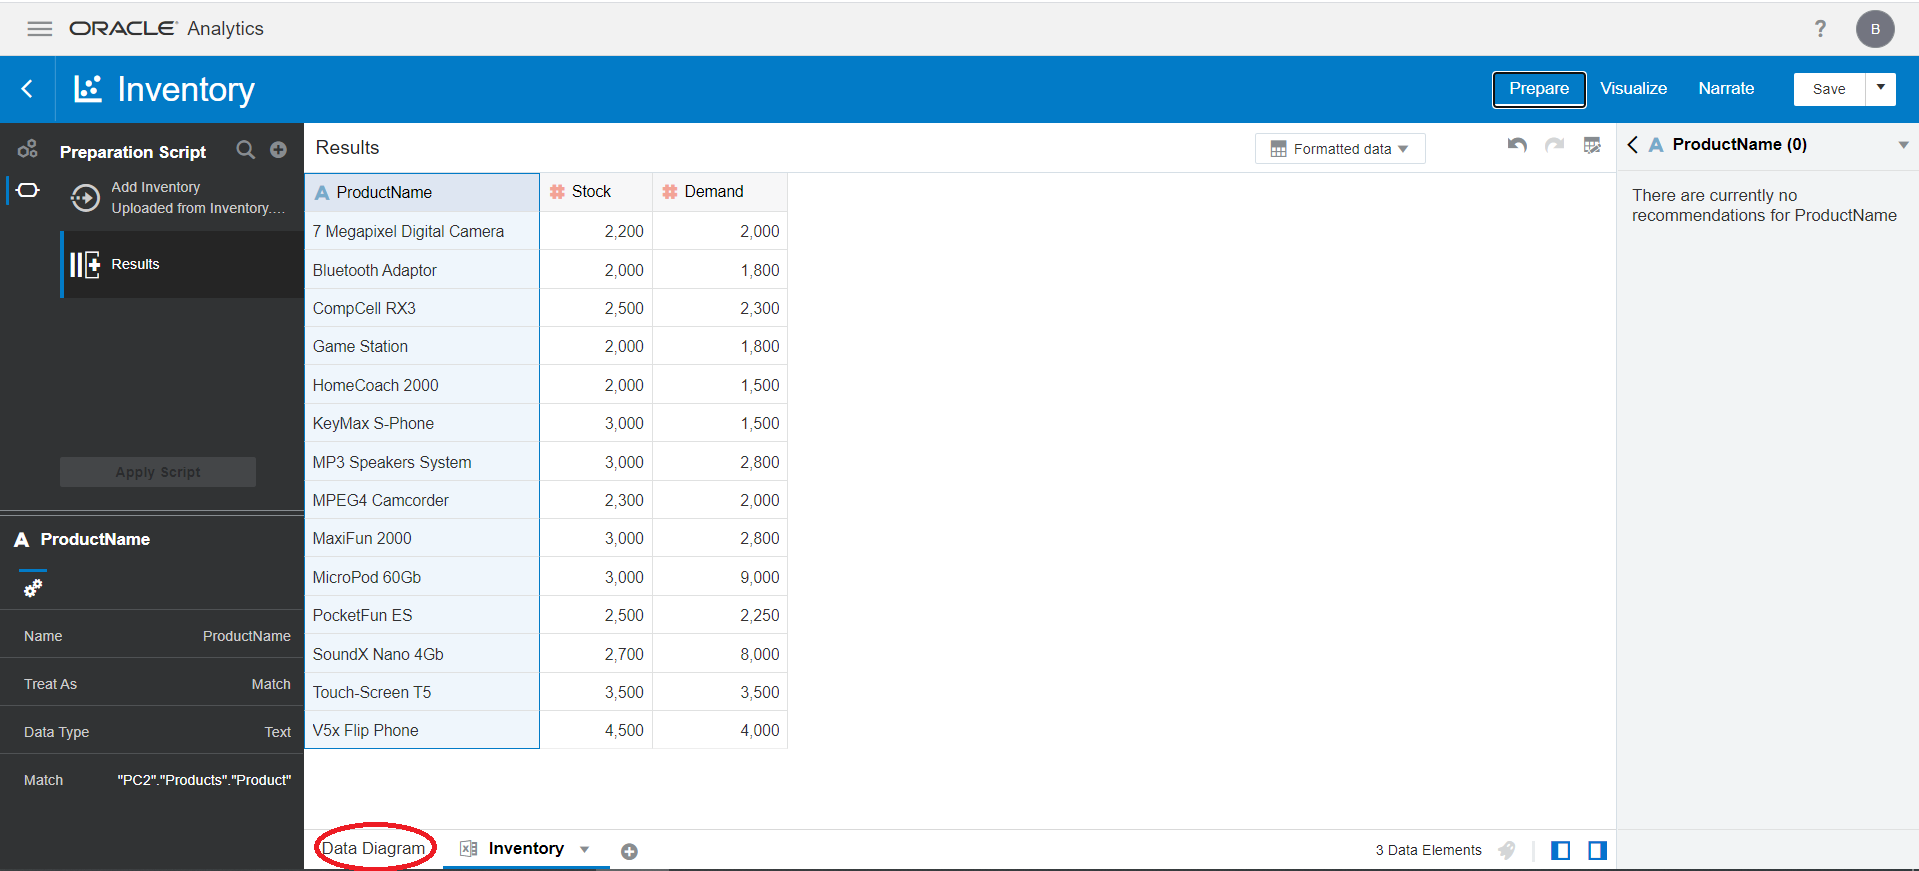 ORACLE Analytics
?
B
Inventory
Prepare
Visualize
Narrate
Save
Preparation Script
Add Inventory
Uploaded from Inventory....
Results
Apply Script
A ProductName
Name ProductName
Treat As Match
Data Type Text
Match "PC2"."Products"."Product"
Results
Formatted data
A ProductName # Stock # Demand
7 Megapixel Digital Camera 2,200 2,000
Bluetooth Adaptor 2,000 1,800
CompCell RX3 2,500 2,300
Game Station 2,000 1,800
HomeCoach 2000 2,000 1,500
KeyMax S-Phone 3,000 1,500
MP3 Speakers System 3,000 2,800
MPEG4 Camcorder 2,300 2,000
MaxiFun 2000 3,000 2,800
MicroPod 60Gb 3,000 9,000
PocketFun ES 2,500 2,250
SoundX Nano 4Gb 2,700 8,000
Touch-Screen T5 3,500 3,500
V5x Flip Phone 4,500 4,000
A ProductName (0)
There are currently no
recommendations for ProductName
Data Diagram
Inventory
3 Data Elements